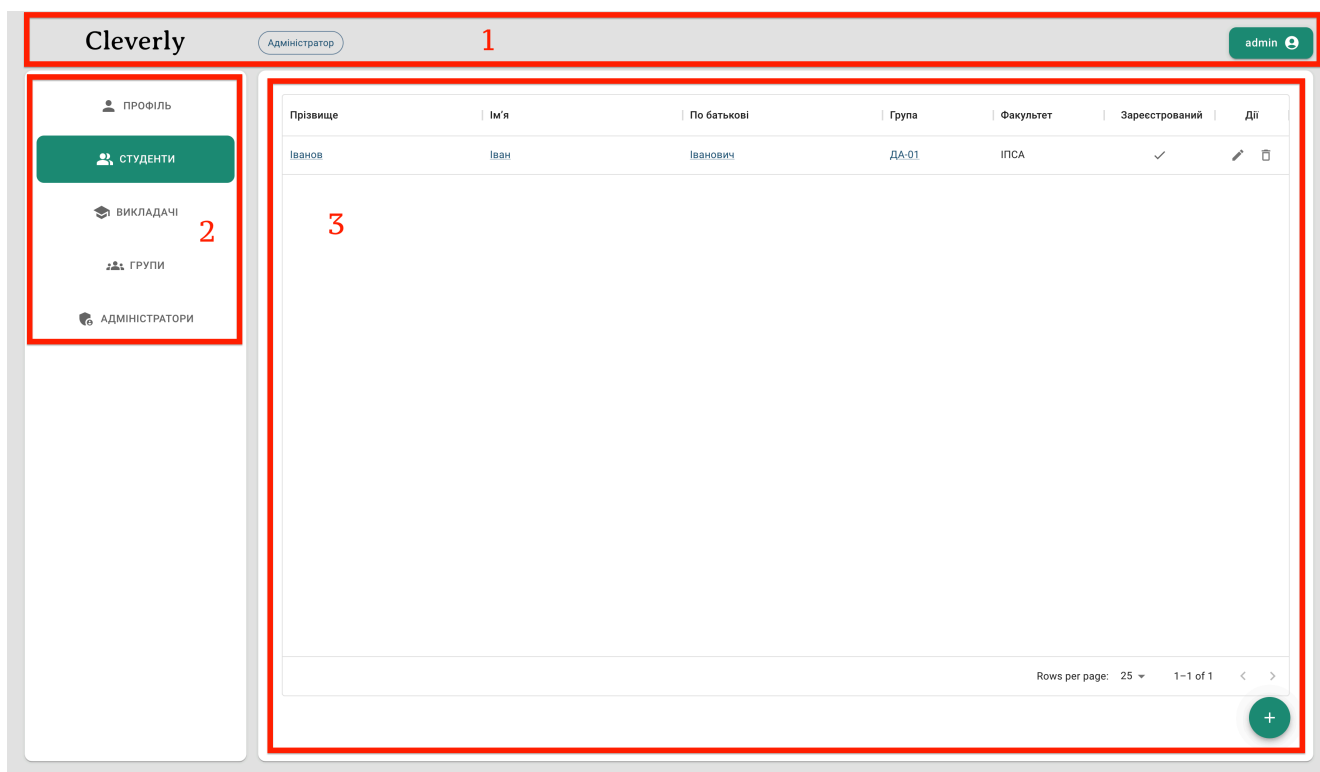 Cleverly Адміністратор 1 admin
ПРОФІЛЬ
СТУДЕНТИ
ВИКЛАДАЧІ
2
ГРУПИ
АДМІНІСТРАТОРИ
Прізвище Ім'я По батькові Група Факультет Зареєстрований Дії
Іванов Іван Іванович ДА-01 ІПСА
3
Rows per page: 25 1–1 of 1
+